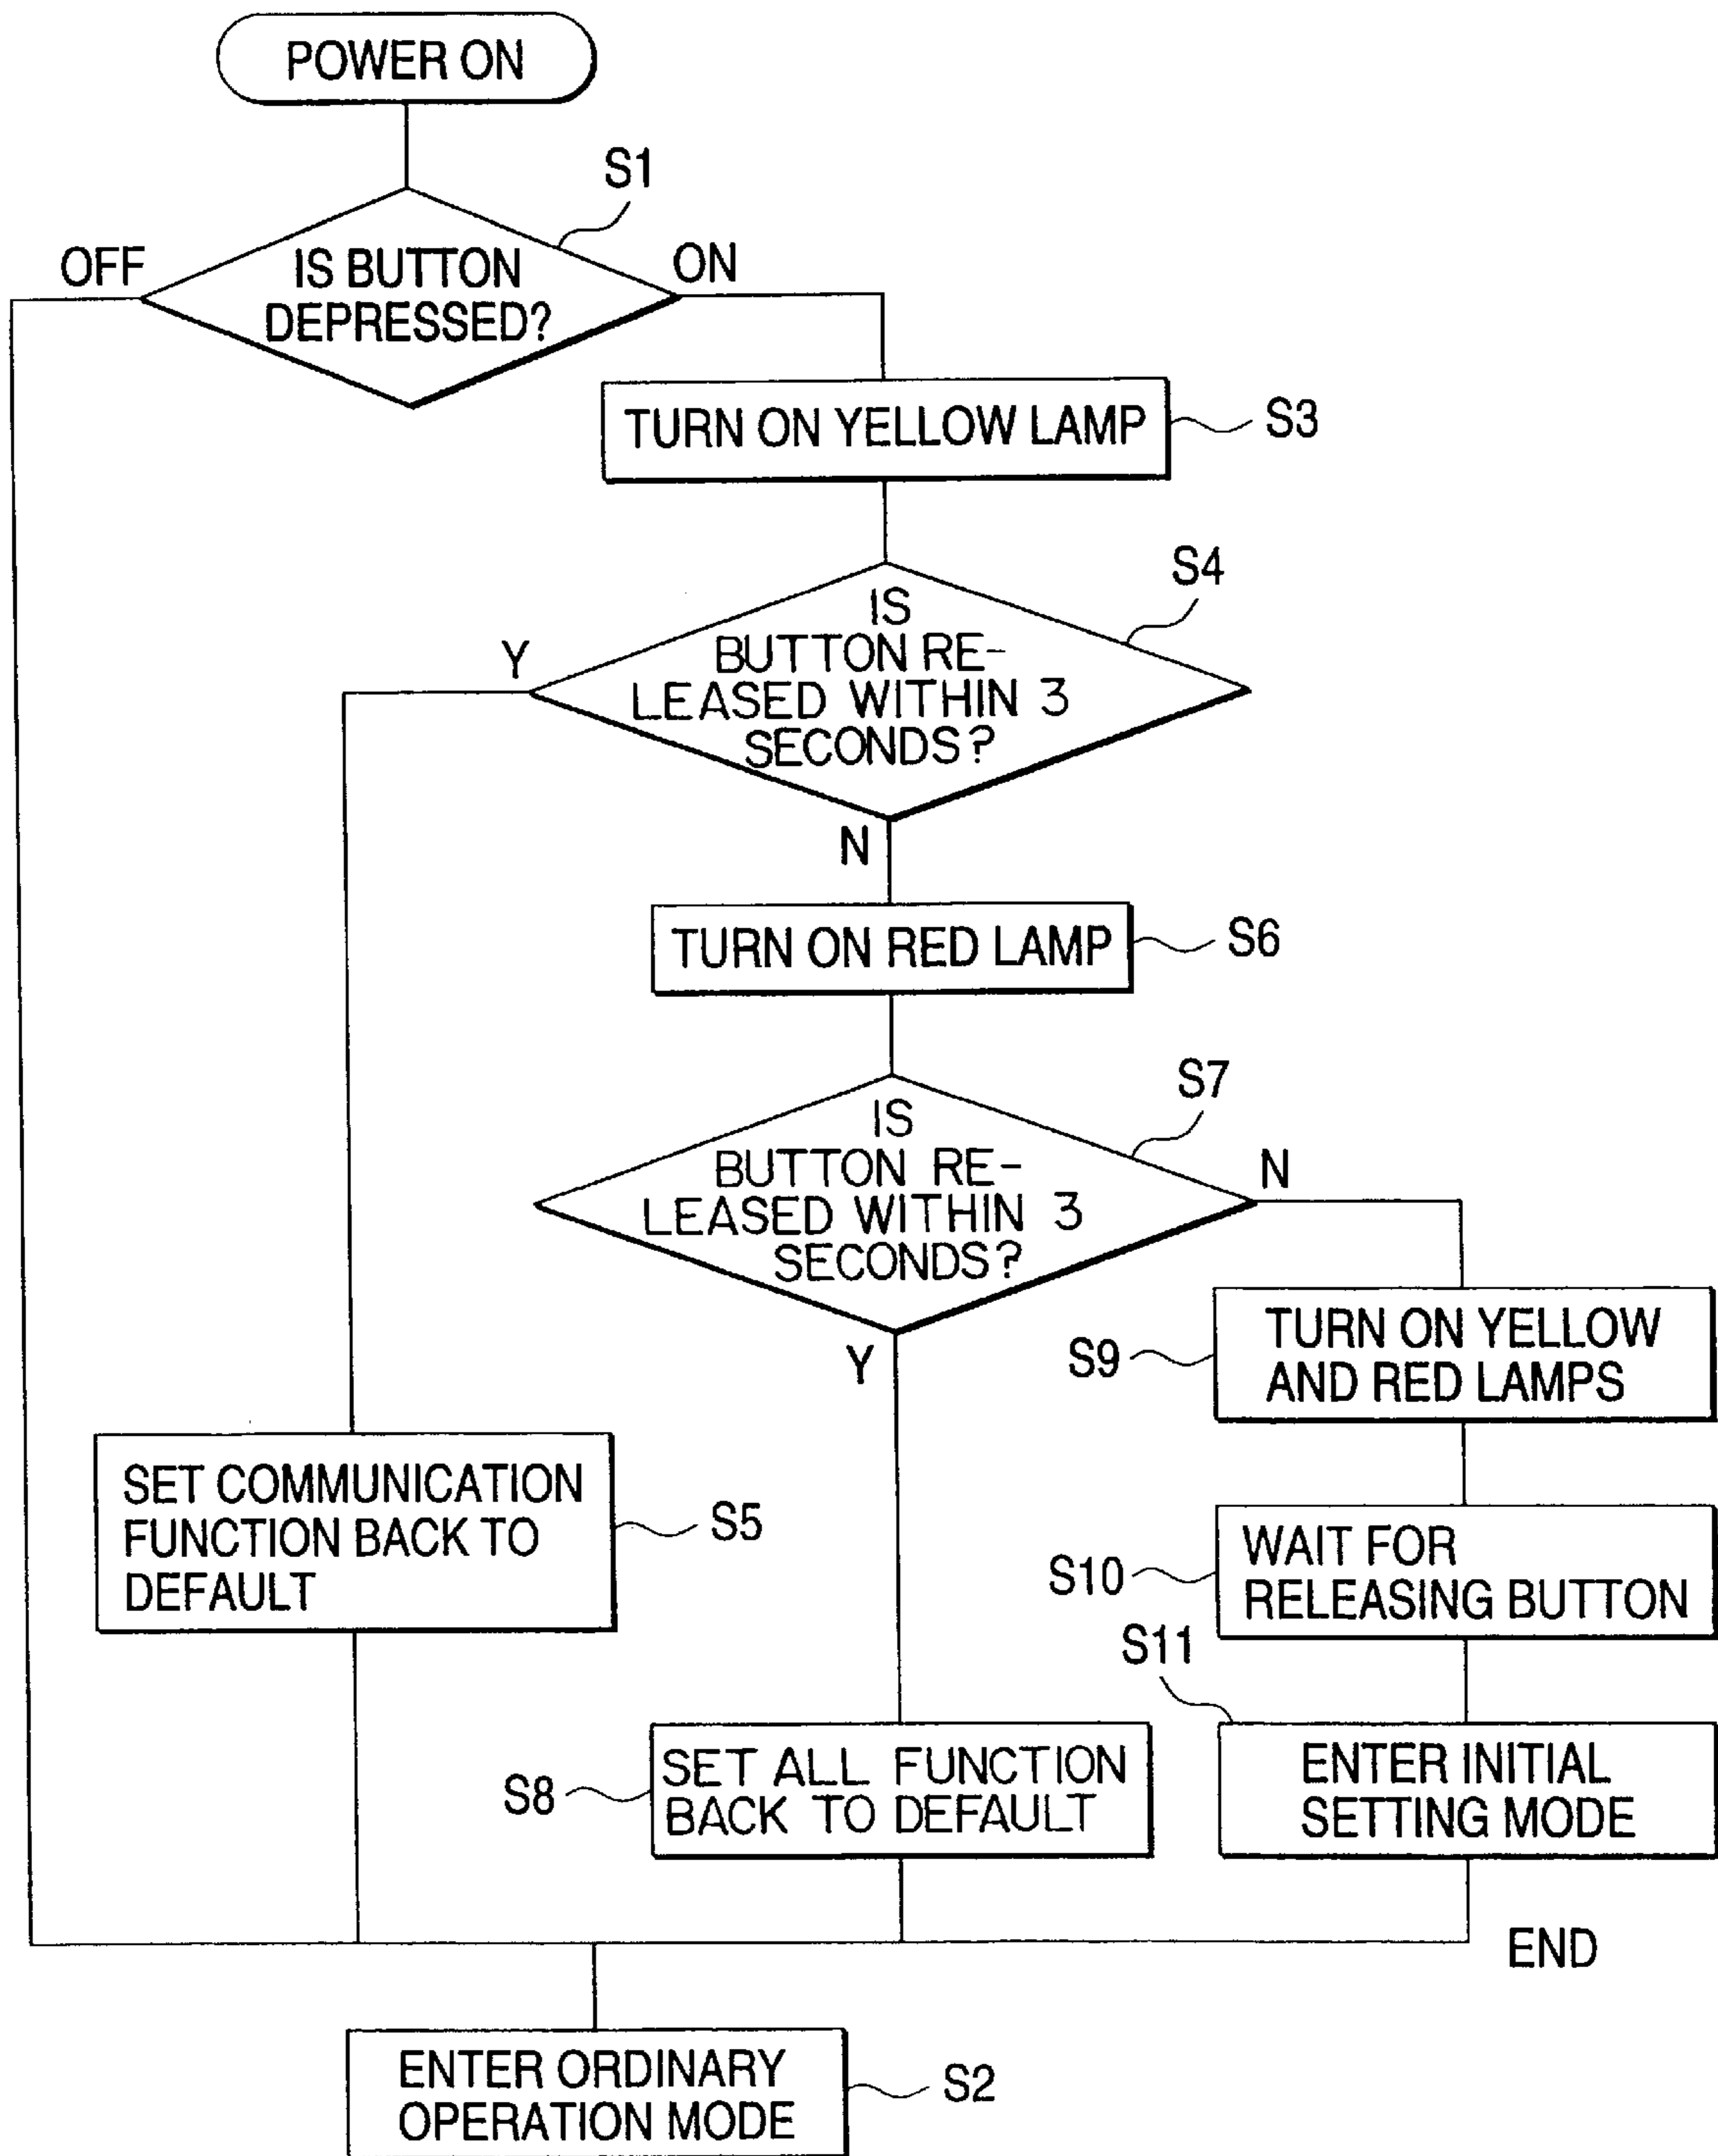 POWER ON
S1
OFF
IS BUTTON
DEPRESSED?
ON
TURN ON YELLOW LAMP
S3
S4
Y
IS
BUTTON RE-
LEASED WITHIN 3
SECONDS?
N
TURN ON RED LAMP
S6
S7
IS
BUTTON RE-
LEASED WITHIN 3
SECONDS?
N
Y
S9
TURN ON YELLOW
AND RED LAMPS
SET COMMUNICATION
FUNCTION BACK TO
DEFAULT
S5
S10
WAIT FOR
RELEASING BUTTON
S11
S8
SET ALL FUNCTION
BACK TO DEFAULT
ENTER INITIAL
SETTING MODE
END
ENTER ORDINARY
OPERATION MODE
S2